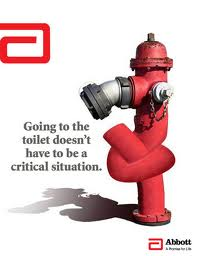 Going to the
toilet doesn't
have to be a
critical situation.
Abbott
A Promise for Life